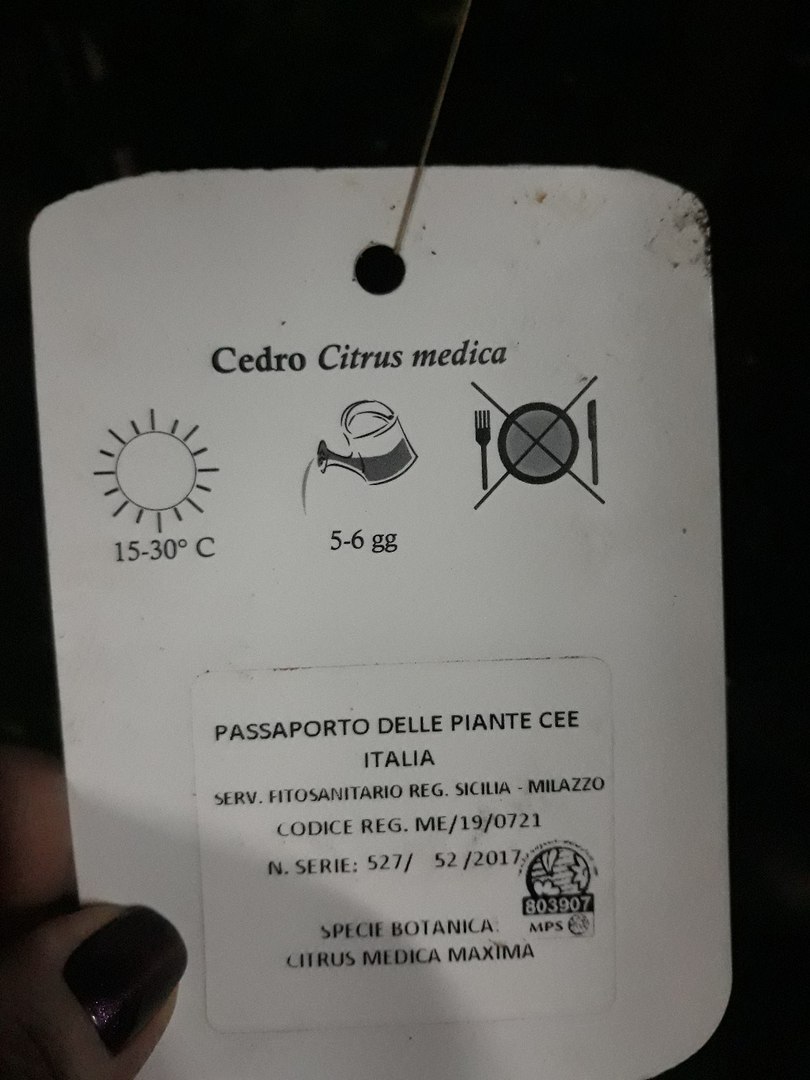 Cedro Citrus medica
15-30° C
5-6 gg
PASSAPORTO DELLE PIANTE CEE
ITALIA
SERV. FITOSANITARIO REG. SICILIA - MILAZZO
CODICE REG. ME/19/0721
N. SERIE: 527/ 52 /2017
803907
MPS
SPECIE BOTANICA:
CITRUS MEDICA MAXIMA